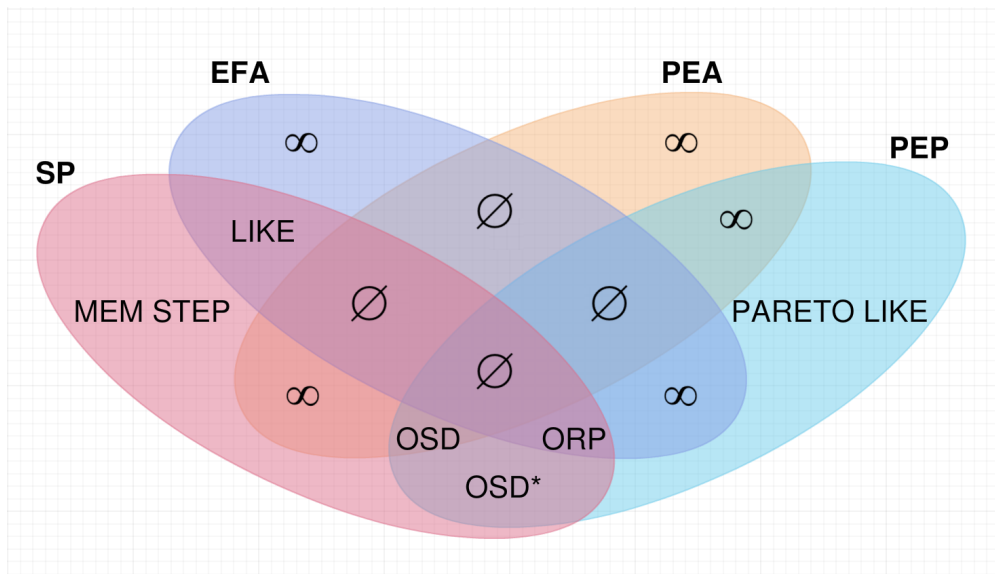 EFA
PEA
PEP
SP
∞
∞
∞
∅
LIKE
∅
∅
MEM STEP
PARETO LIKE
∅
∞
∞
OSD
ORP
OSD*